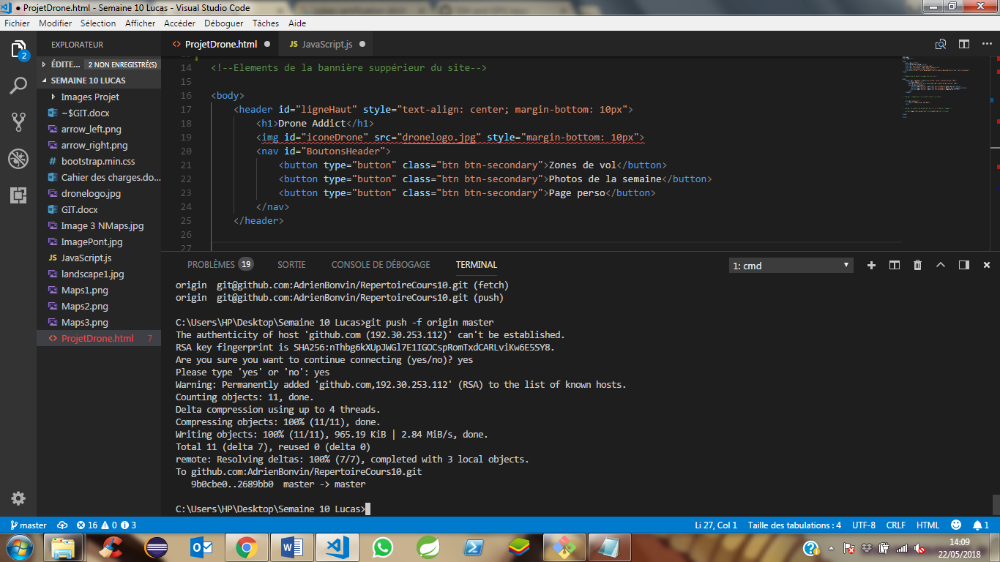 ● ProjetDrone.html - Semaine 10 Lucas - Visual Studio Code
Fichier Modifier Sélection Afficher Accéder Déboguer Tâches Aide
EXPLORATEUR
2
ÉDITE... 2 NON ENREGISTRÉ(S)
SEMAINE 10 LUCAS
Images Projet
~$GIT.docx
arrow_left.png
arrow_right.png
# bootstrap.min.css
Cahier des charges.do...
dronelogo.jpg
GIT.docx
Image 3 NMaps.jpg
ImagePont.jpg
JS JavaScript.js
landscape1.jpg
Maps1.png
Maps2.png
Maps3.png
<> ProjetDrone.html 7
<> ProjetDrone.html ● JS JavaScript.js ●
14 <!--Elements de la bannière suppérieur du site-->
15
16 <body>
17 <header id="ligneHaut" style="text-align: center; margin-bottom: 10px">
18 <h1>Drone Addict</h1>
19 <img id="iconeDrone" src="dronelogo.jpg" style="margin-bottom: 10px">
20 <nav id="BoutonsHeader">
21 <button type="button" class="btn btn-secondary">Zones de vol</button>
22 <button type="button" class="btn btn-secondary">Photos de la semaine</button>
23 <button type="button" class="btn btn-secondary">Page perso</button>
24 </nav>
25 </header>
26
27
PROBLÈMES 19 SORTIE CONSOLE DE DÉBOGAGE TERMINAL 1: cmd
origin git@github.com:AdrienBonvin/RepertoireCours10.git (fetch)
origin git@github.com:AdrienBonvin/RepertoireCours10.git (push)
C:\Users\HP\Desktop\Semaine 10 Lucas>git push -f origin master
The authenticity of host 'github.com (192.30.253.112)' can't be established.
RSA key fingerprint is SHA256:nThbg6kXUpJWGl7E1IGOCspRomTxdCARLviKw6E5SY8.
Are you sure you want to continue connecting (yes/no)? yes
Please type 'yes' or 'no': yes
Warning: Permanently added 'github.com,192.30.253.112' (RSA) to the list of known hosts.
Counting objects: 11, done.
Delta compression using up to 4 threads.
Compressing objects: 100% (11/11), done.
Writing objects: 100% (11/11), 965.19 KiB | 2.84 MiB/s, done.
Total 11 (delta 7), reused 0 (delta 0)
remote: Resolving deltas: 100% (7/7), completed with 3 local objects.
To github.com:AdrienBonvin/RepertoireCours10.git
9b0cbe0..2689bb0 master -> master
C:\Users\HP\Desktop\Semaine 10 Lucas>
master 16 0 3 Li 27, Col 1 Taille des tabulations : 4 UTF-8 CRLF HTML 1
14:09
22/05/2018